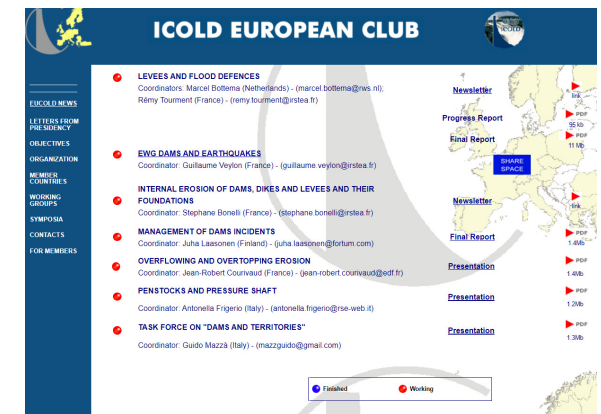 ICOLD EUROPEAN CLUB
ICOLD
EUCOLD NEWS
LETTERS FROM
PRESIDENCY
OBJECTIVES
ORGANIZATION
MEMBER
COUNTRIES
WORKING
GROUPS
SYMPOSIA
CONTACTS
FOR MEMBERS
LEVEES AND FLOOD DEFENCES
Coordinators: Marcel Bottema (Netherlands) - (marcel.bottema@rws.nl);
Rémy Tourment (France) - (remy.tourment@irstea.fr)
Newsletter
link
Progress Report
PDF
95 kb
Final Report
PDF
11 Mb
EWG DAMS AND EARTHQUAKES
Coordinator: Guillaume Veylon (France) - (guillaume.veylon@irstea.fr)
SHARE
SPACE
INTERNAL EROSION OF DAMS, DIKES AND LEVEES AND THEIR
FOUNDATIONS
Coordinator: Stephane Bonelli (France) - (stephane.bonelli@irstea.fr)
Newsletter
link
MANAGEMENT OF DAMS INCIDENTS
Coordinator: Juha Laasonen (Finland) - (juha.laasonen@fortum.com)
Final Report
PDF
1.4Mb
OVERFLOWING AND OVERTOPPING EROSION
Coordinator: Jean-Robert Courivaud (France) - (jean-robert.courivaud@edf.fr)
Presentation
PDF
1.4Mb
PENSTOCKS AND PRESSURE SHAFT
Coordinator: Antonella Frigerio (Italy) - (antonella.frigerio@rse-web.it)
Presentation
PDF
1.2Mb
TASK FORCE ON "DAMS AND TERRITORIES"
Coordinator: Guido Mazzà (Italy) - (mazzguido@gmail.com)
Presentation
PDF
1.3Mb
Finished
Working